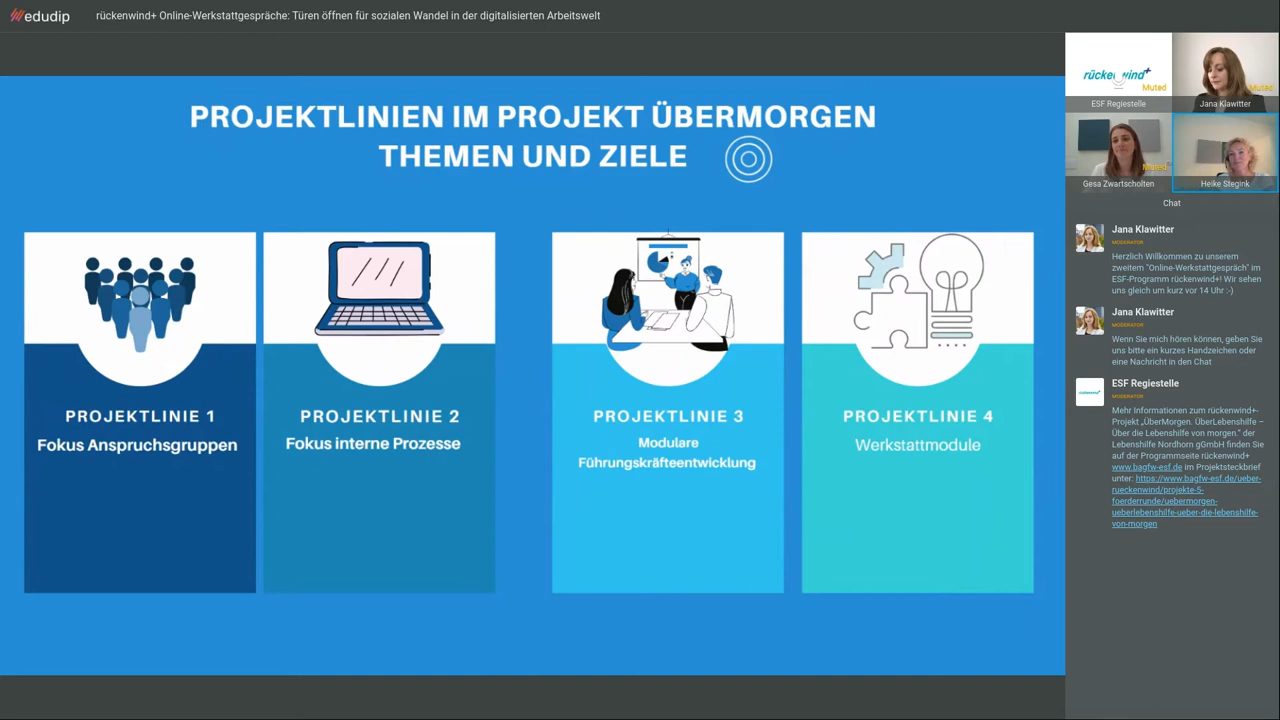 edudip
rückenwind+ Online-Werkstattgespräche: Türen öffnen für sozialen Wandel in der digitalisierten Arbeitswelt
PROJEKTLINIEN IM PROJEKT ÜBERMORGEN
THEMEN UND ZIELE
PROJEKTLINIE 1
Fokus Anspruchsgruppen
PROJEKTLINIE 2
Fokus interne Prozesse
PROJEKTLINIE 3
Modulare
Führungskräfteentwicklung
PROJEKTLINIE 4
Werkstattmodule
rückenwind+
Muted
ESF Regiestelle
Muted
Jana Klawitter
Muted
Gesa Zwartscholten
Heike Stegink
Chat
Jana Klawitter
MODERATOR
Herzlich Willkommen zu unserem
zweitem "Online-Werkstattgespräch" im
ESF-Programm rückenwind+! Wir sehen
uns gleich um kurz vor 14 Uhr :-)
Jana Klawitter
MODERATOR
Wenn Sie mich hören können, geben Sie
uns bitte ein kurzes Handzeichen oder
eine Nachricht in den Chat
ESF Regiestelle
MODERATOR
Mehr Informationen zum rückenwind+-
Projekt „ÜberMorgen. ÜberLebenshilfe –
Über die Lebenshilfe von morgen.“ der
Lebenshilfe Nordhorn gGmbH finden Sie
auf der Programmseite rückenwind+
www.bagfw-esf.de im Projektsteckbrief
unter: https://www.bagfw-esf.de/ueber-
rueckenwind/projekte-5-
foerderrunde/uebermorgen-
ueberlebenshilfe-ueber-die-lebenshilfe-
von-morgen